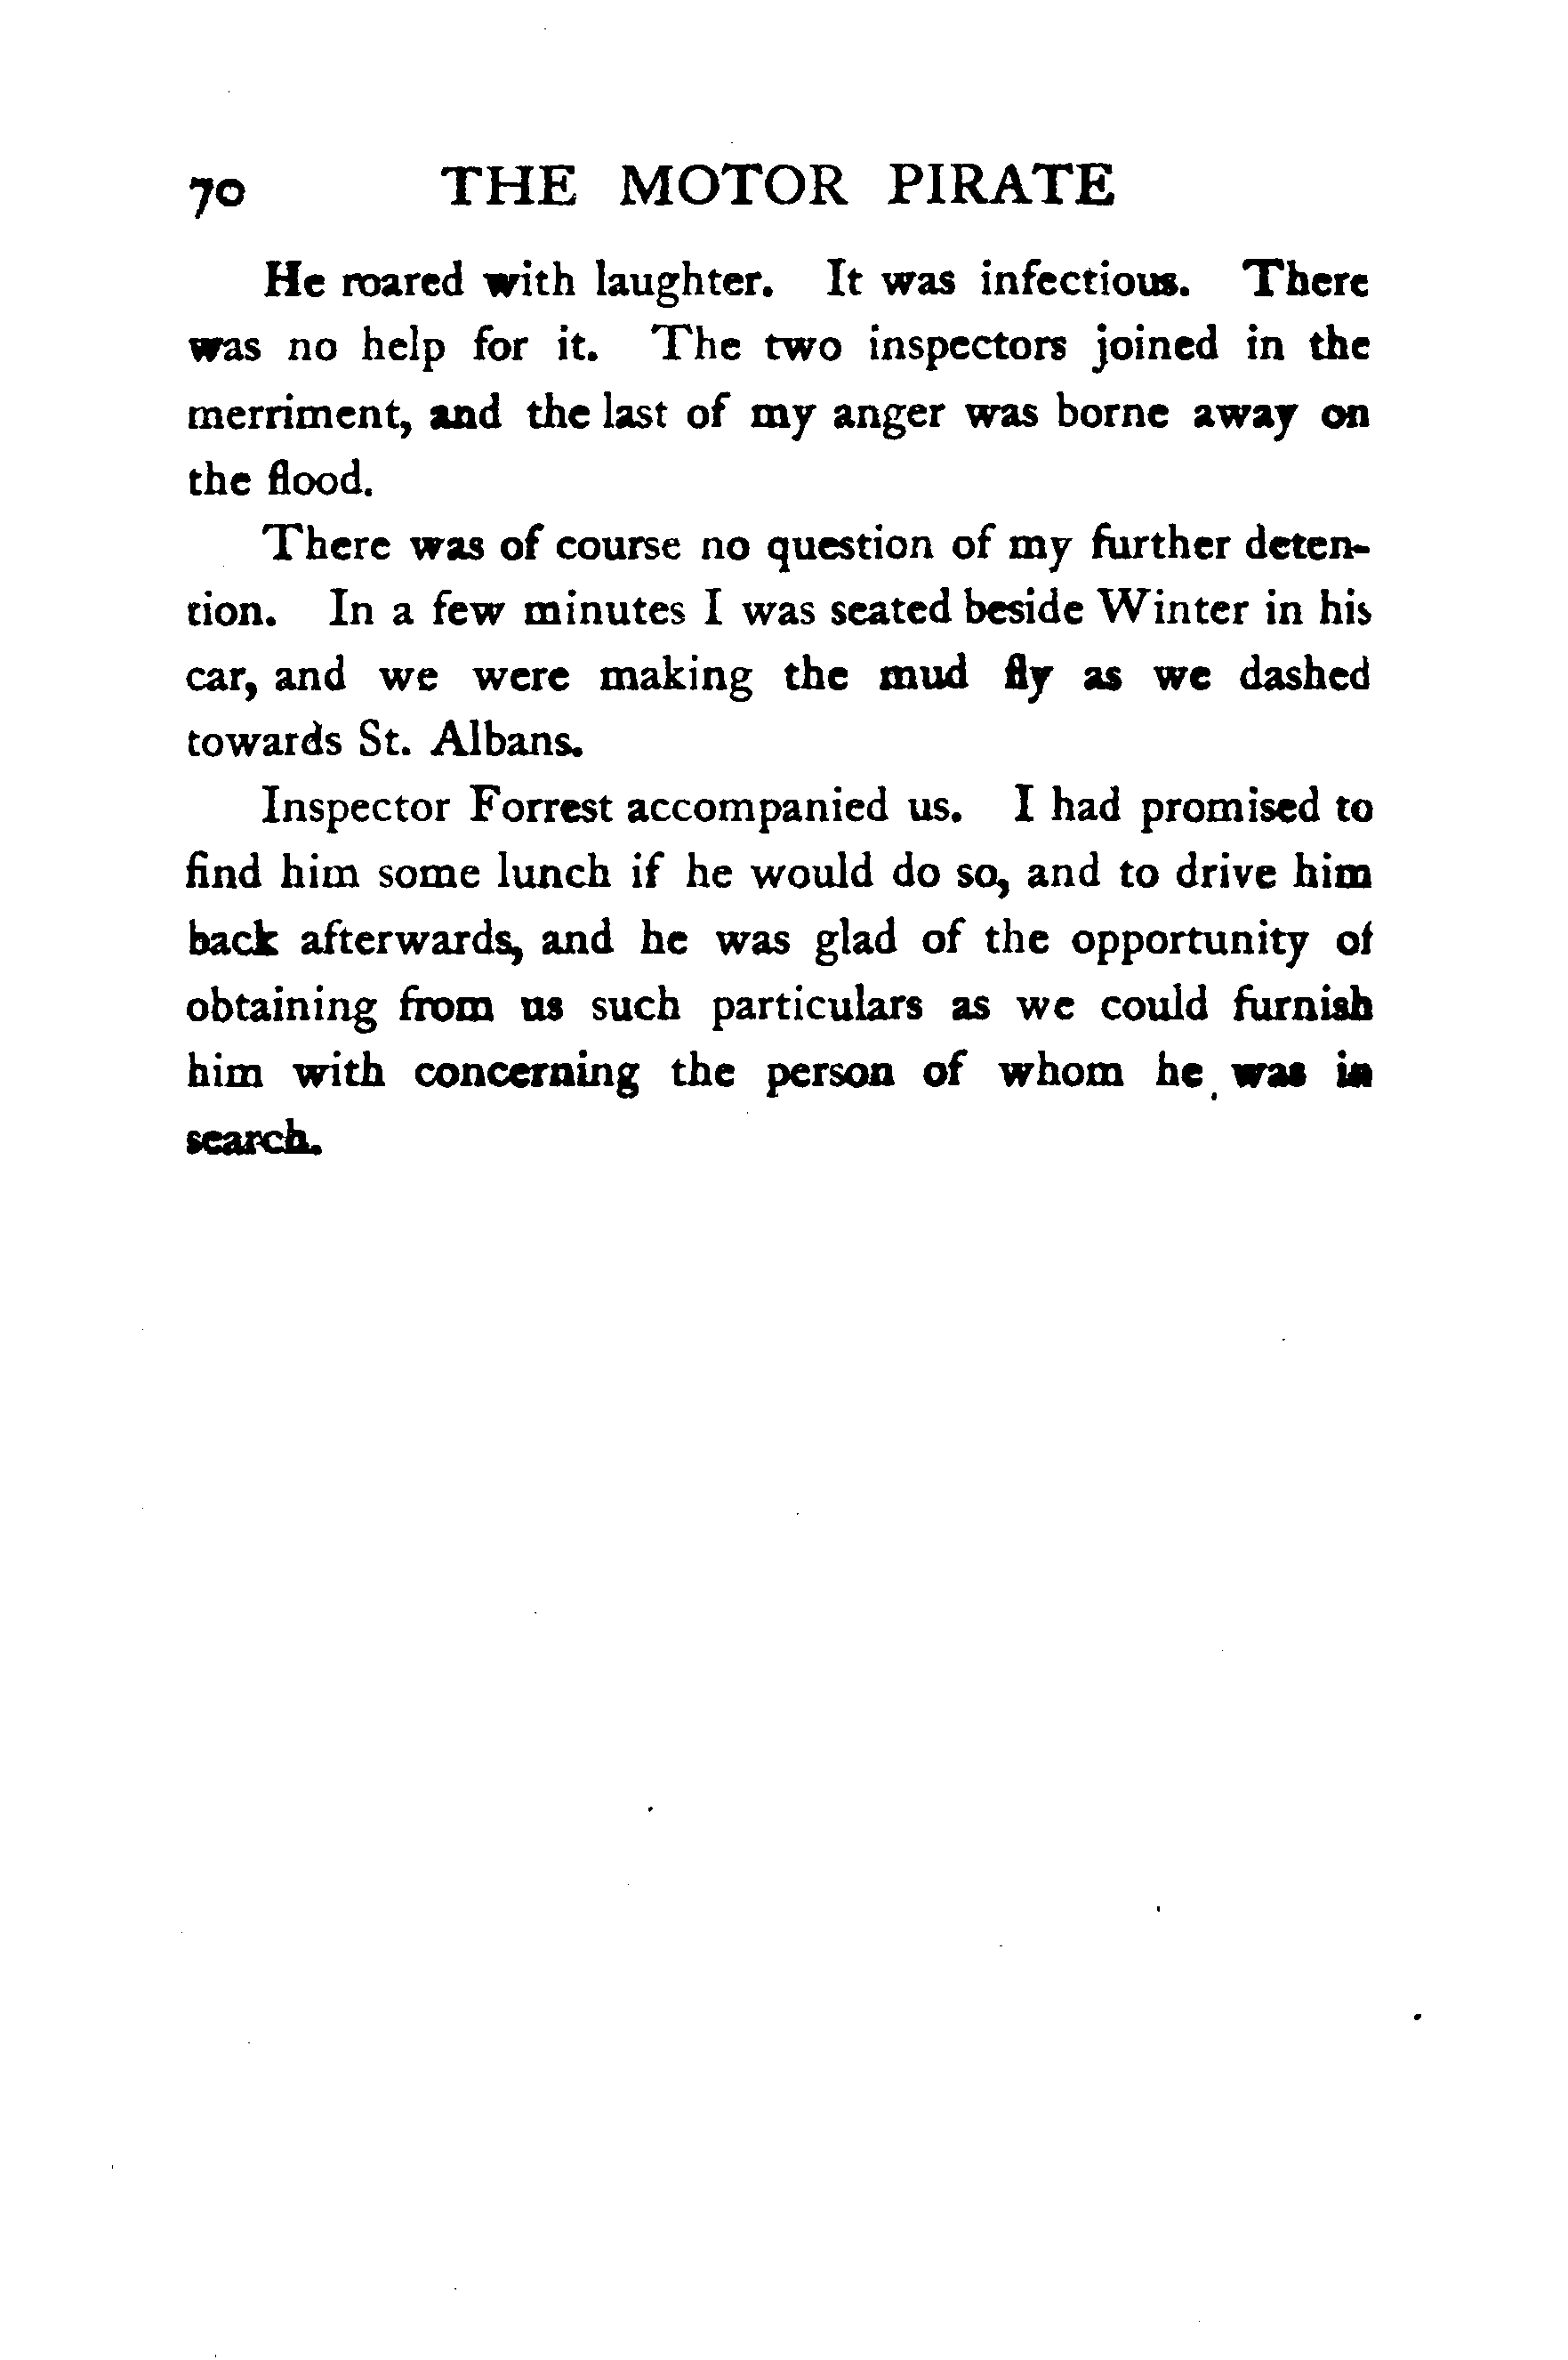 70 THE MOTOR PIRATE
He roared with laughter. It was infectious. There
was no help for it. The two inspectors joined in the
merriment, and the last of my anger was borne away on
the flood.
There was of course no question of my further deten-
tion. In a few minutes I was seated beside Winter in his
car, and we were making the mud fly as we dashed
towards St. Albans.
Inspector Forrest accompanied us. I had promised to
find him some lunch if he would do so, and to drive him
back afterwards, and he was glad of the opportunity of
obtaining from us such particulars as we could furnish
him with concerning the person of whom he was in
search.